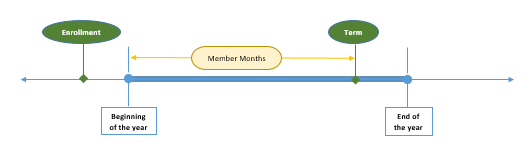 Enrollment
Term
Member Months
Beginning
of the year
End of
the year